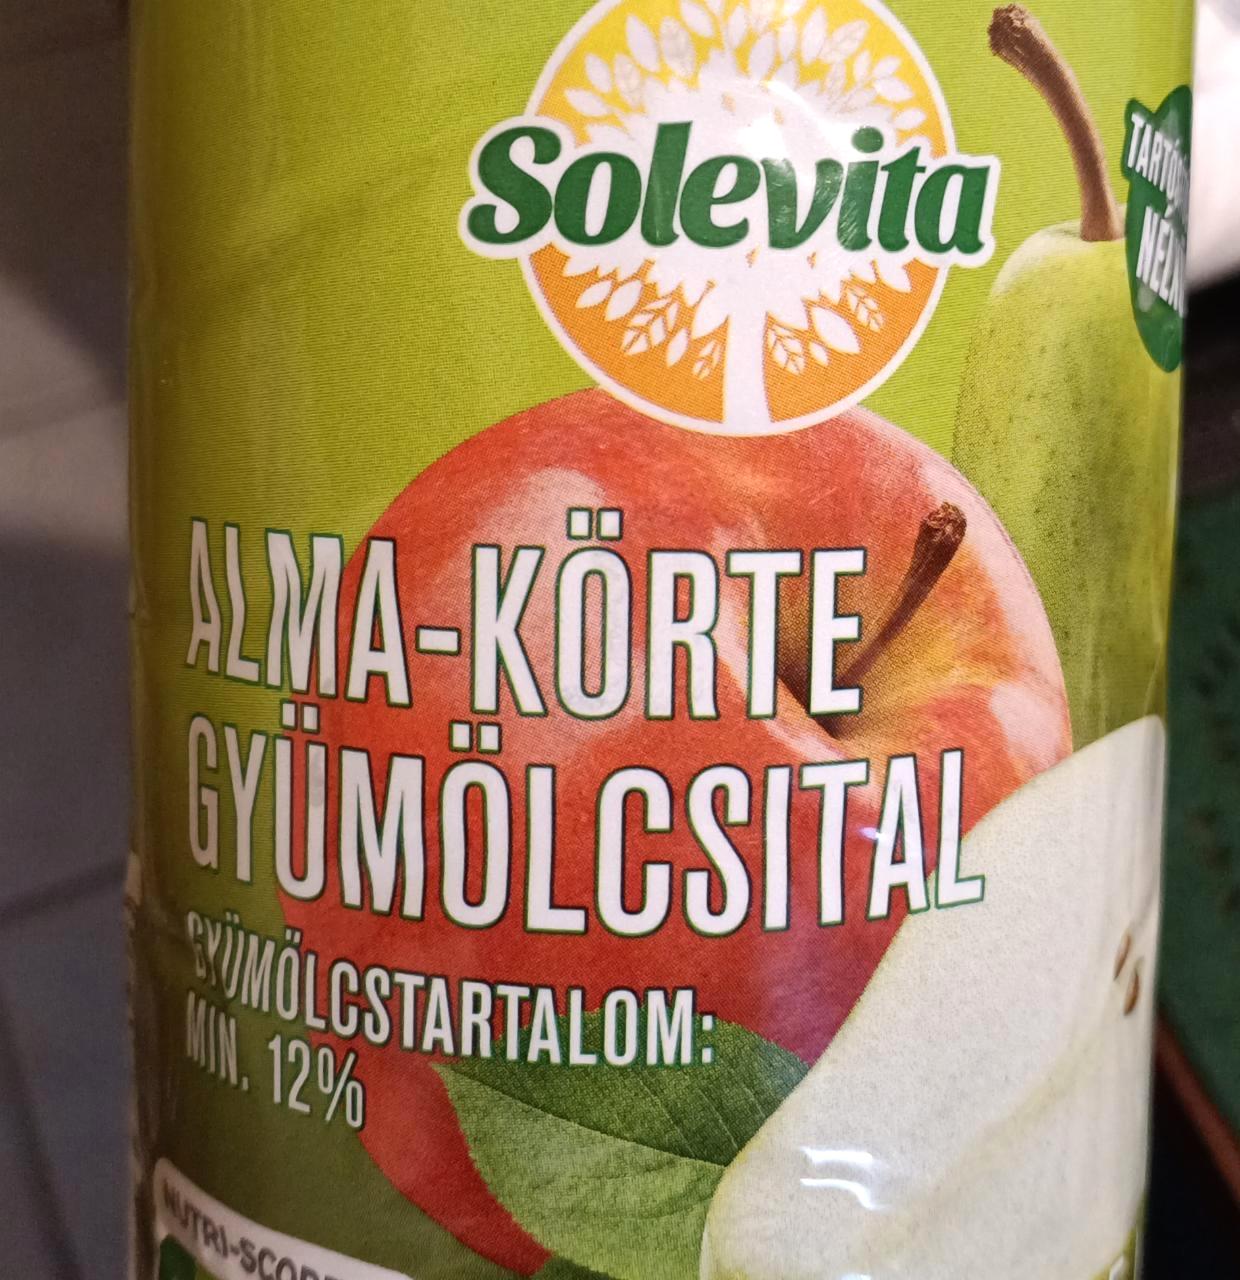 Solevita
ALMA-KÖRTE
GYÜMÖLCSITAL
GYÜMÖLCSTARTALOM:
MIN. 12%